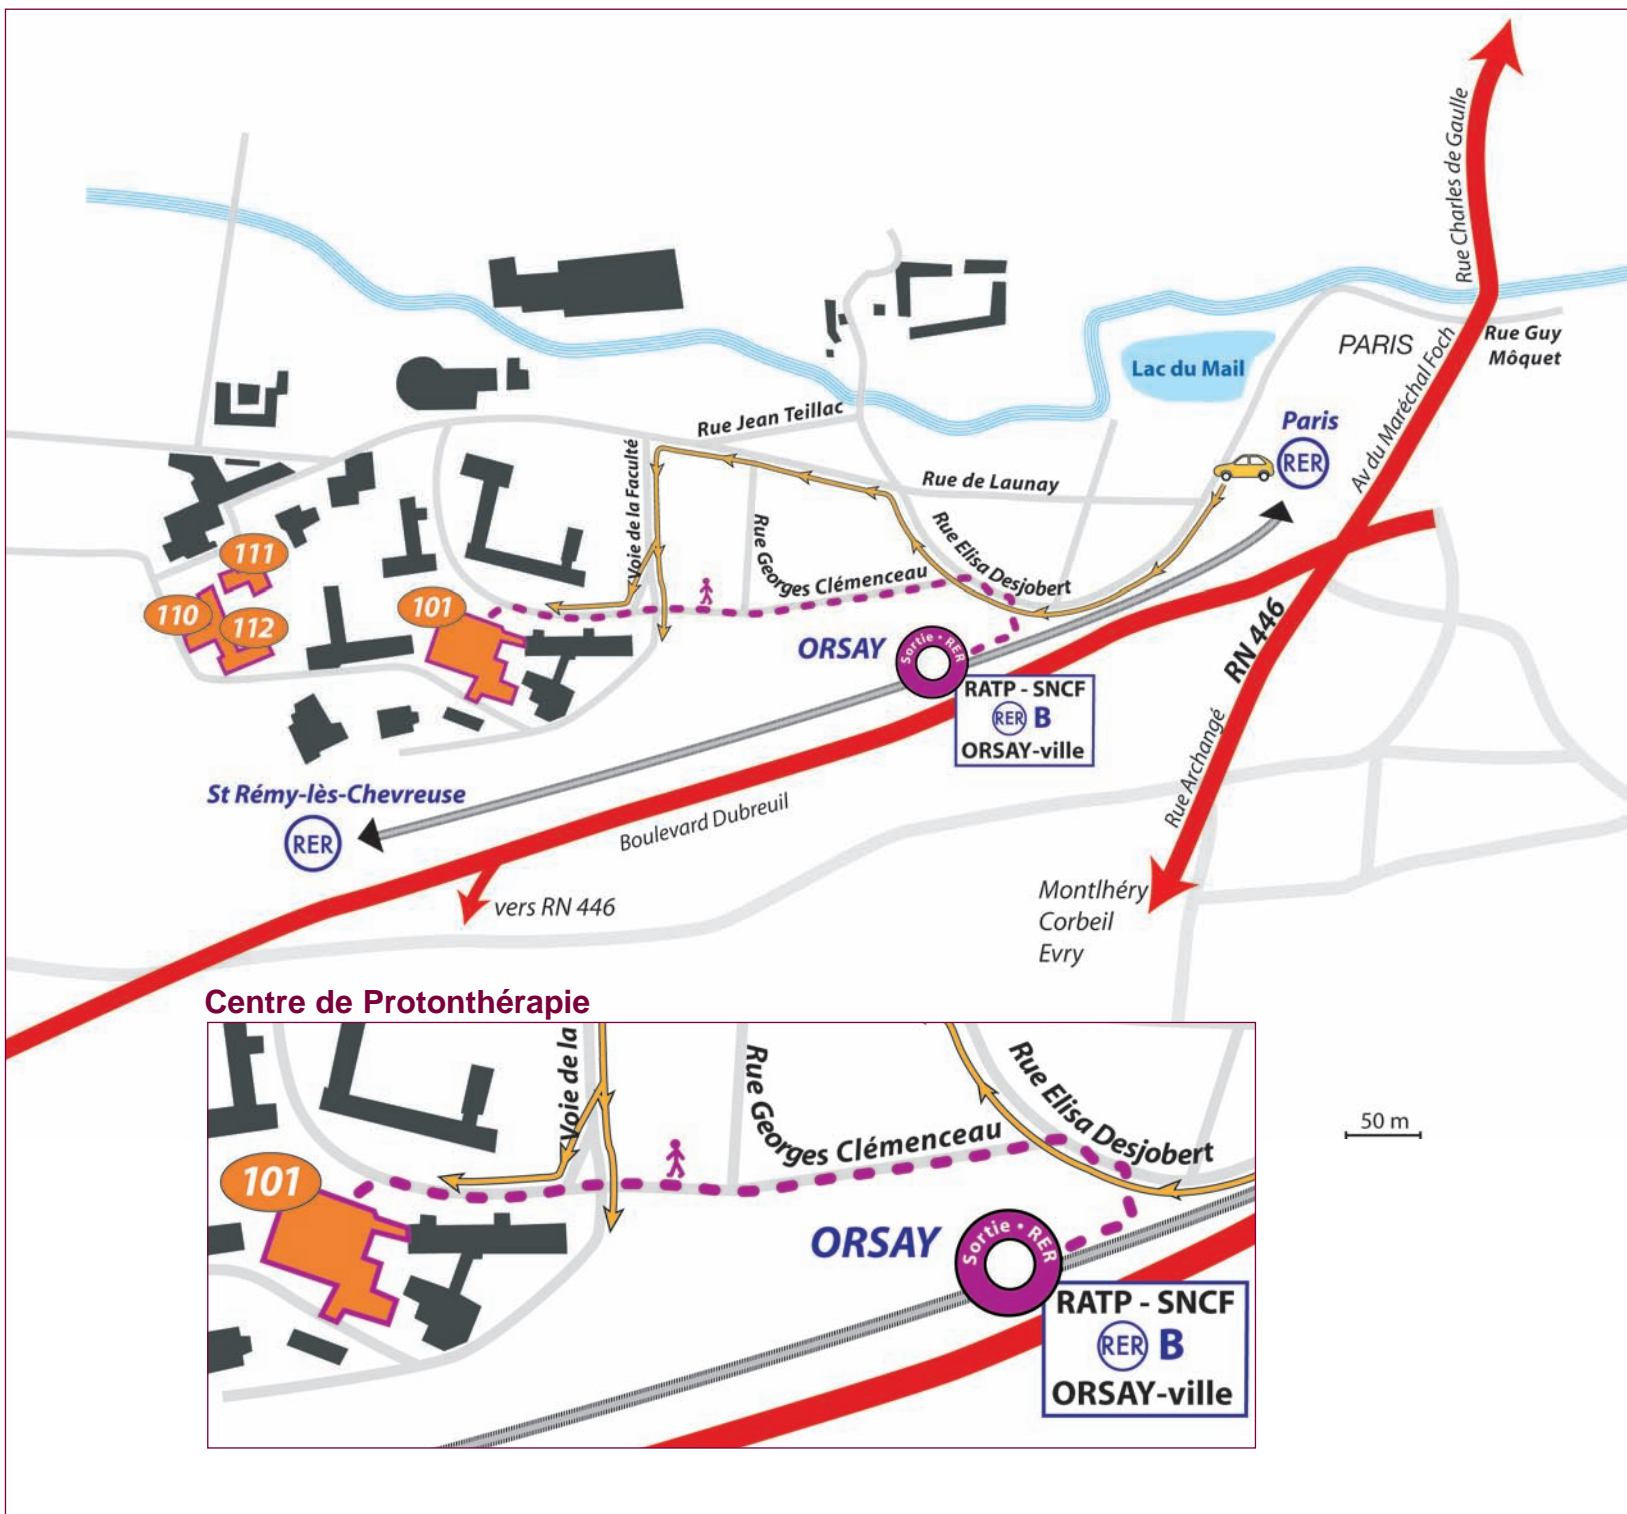 Rue Charles de Gaulle
PARIS
Rue Guy
Môquet
Av du Maréchal Foch
Lac du Mail
Paris
RER
Rue Jean Teillac
Rue de Launay
Voie de la Faculté
Rue Georges Clémenceau
Rue Elisa Desjobert
111
110
112
101
ORSAY
Sortie • RER
RATP - SNCF
RER B
ORSAY-ville
RN 446
Rue Archangé
St Rémy-lès-Chevreuse
RER
Boulevard Dubreuil
vers RN 446
Montlhéry
Corbeil
Evry
Centre de Protonthérapie
Voie de la
Rue Georges Clémenceau
Rue Elisa Desjobert
101
ORSAY
Sortie • RER
RATP - SNCF
RER B
ORSAY-ville
50 m